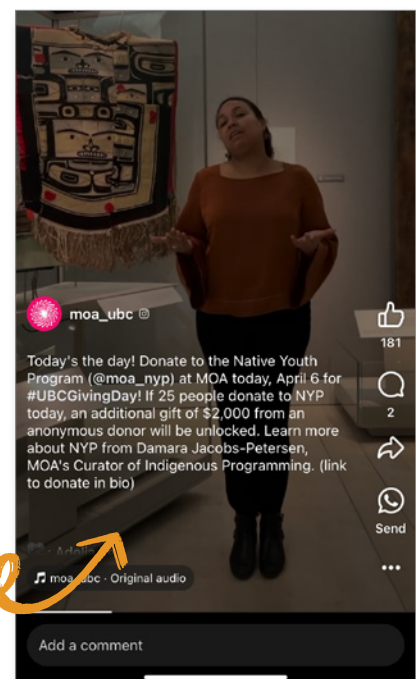 moa_ubc
181
Today's the day! Donate to the Native Youth
Program (@moa_nyp) at MOA today, April 6 for
#UBCGivingDay! If 25 people donate to NYP
today, an additional gift of $2,000 from an
anonymous donor will be unlocked. Learn more
about NYP from Damara Jacobs-Petersen,
MOA's Curator of Indigenous Programming. (link
to donate in bio)
2
Send
moa_ubc · Original audio
Add a comment